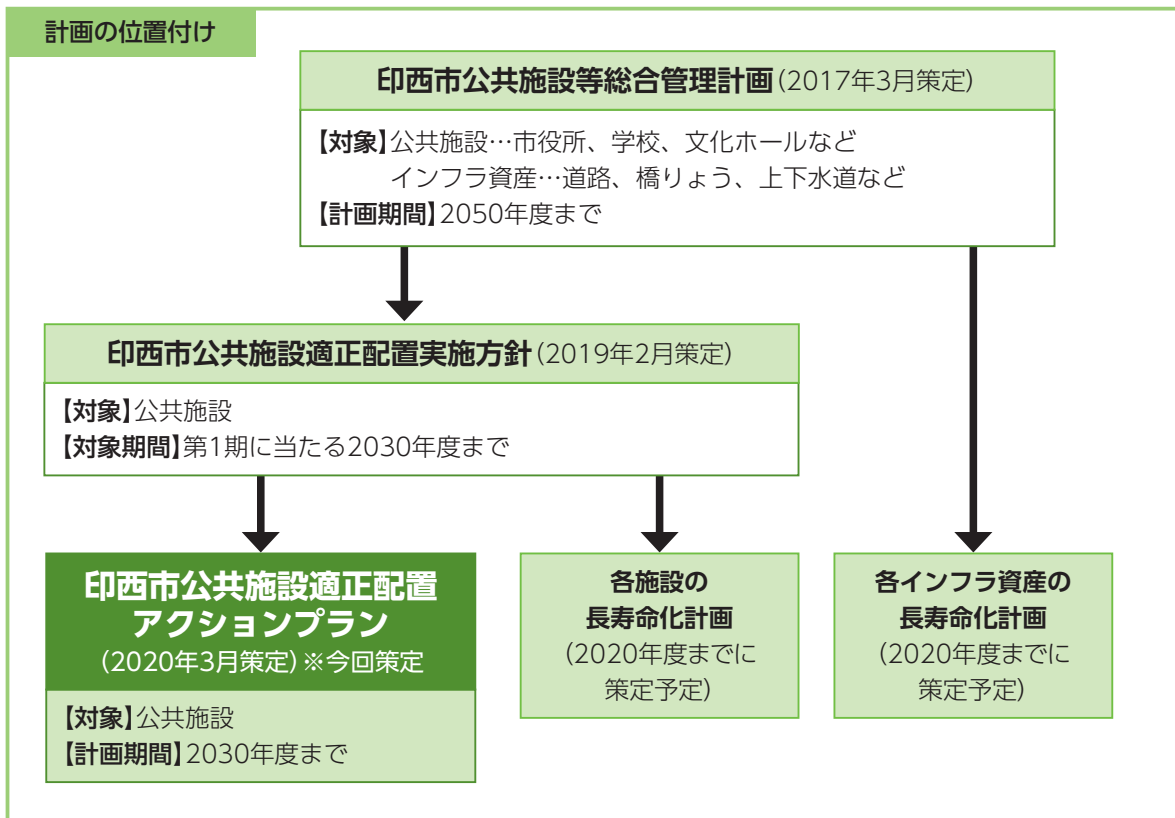 計画の位置付け
印西市公共施設等総合管理計画(2017年3月策定)
【対象】公共施設…市役所、学校、文化ホールなど
インフラ資産…道路、橋りょう、上下水道など
【計画期間】2050年度まで
印西市公共施設適正配置実施方針(2019年2月策定)
【対象】公共施設
【対象期間】第1期に当たる2030年度まで
印西市公共施設適正配置
アクションプラン
(2020年3月策定)※今回策定
【対象】公共施設
【計画期間】2030年度まで
各施設の
長寿命化計画
(2020年度までに
策定予定)
各インフラ資産の
長寿命化計画
(2020年度までに
策定予定)